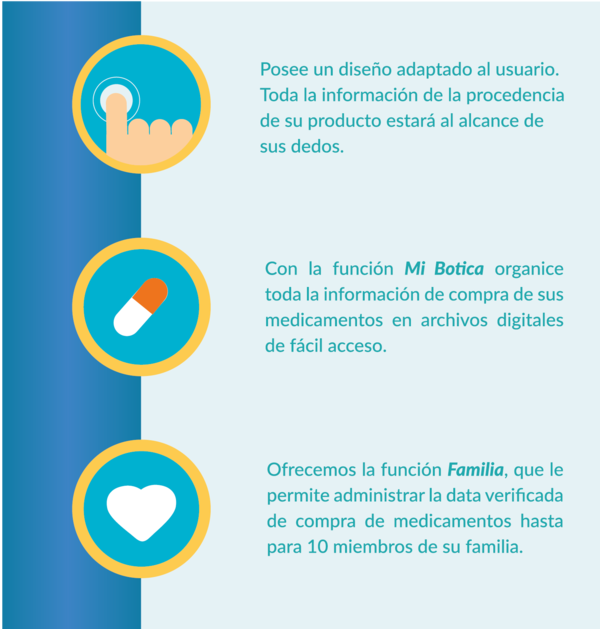 Posee un diseño adaptado al usuario.
Toda la información de la procedencia
de su producto estará al alcance de
sus dedos.
Con la función Mi Botica organice
toda la información de compra de sus
medicamentos en archivos digitales
de fácil acceso.
Ofrecemos la función Familia, que le
permite administrar la data verificada
de compra de medicamentos hasta
para 10 miembros de su familia.